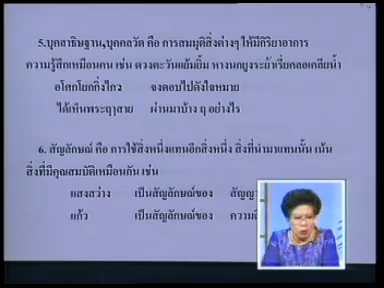 5.บุคลาธิษฐาน,บุคคลวัต คือ การสมมุติสิ่งต่างๆ ให้มีกิริยาอาการ
ความรู้สึกเหมือนคน เช่น ดวงตะวันแย้มยิ้ม หางนกยูงระย้าเรี่ยคลอเคลียน้ำ
อโศกโยกกิ่งไกว จงตอบไปดังใจหมาย
ได้เห็นพระฤๅสาย ผ่านมาบ้าง ฤ อย่างไร
6. สัญลักษณ์ คือ การใช้สิ่งหนึ่งแทนอีกสิ่งหนึ่ง สิ่งที่นำมาแทนนั้น เน้น
สิ่งที่มีคุณสมบัติเหมือนกัน เช่น
แสงสว่าง เป็นสัญลักษณ์ของ
แก้ว เป็นสัญลักษณ์ของ